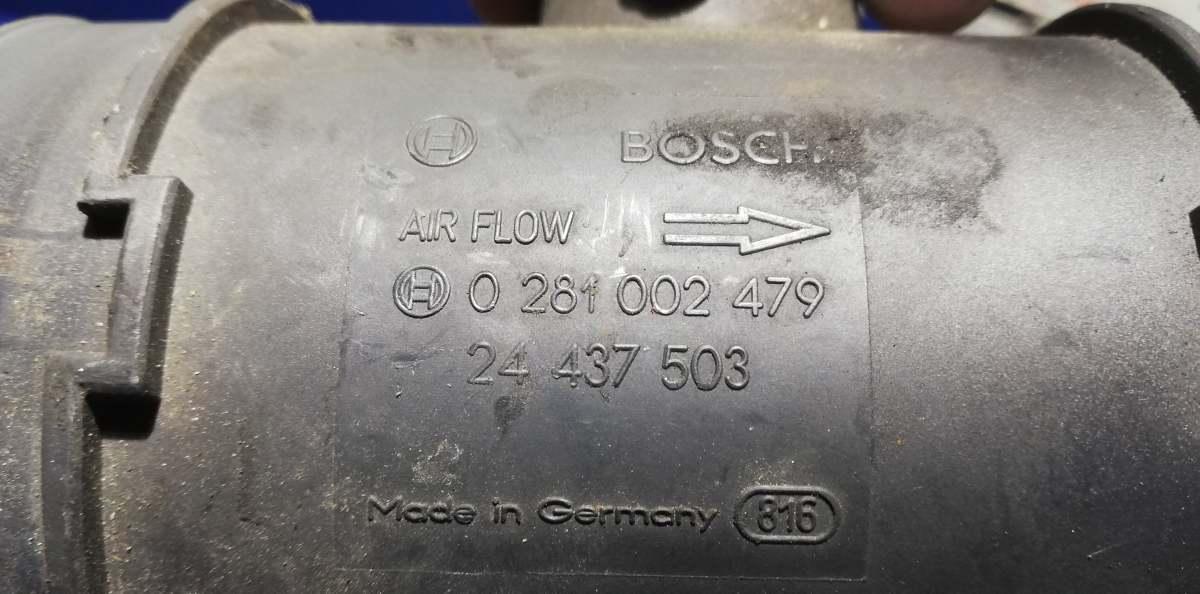 BOSCH
AIR FLOW
0 281 002 479
24 437 503
Made in Germany 816